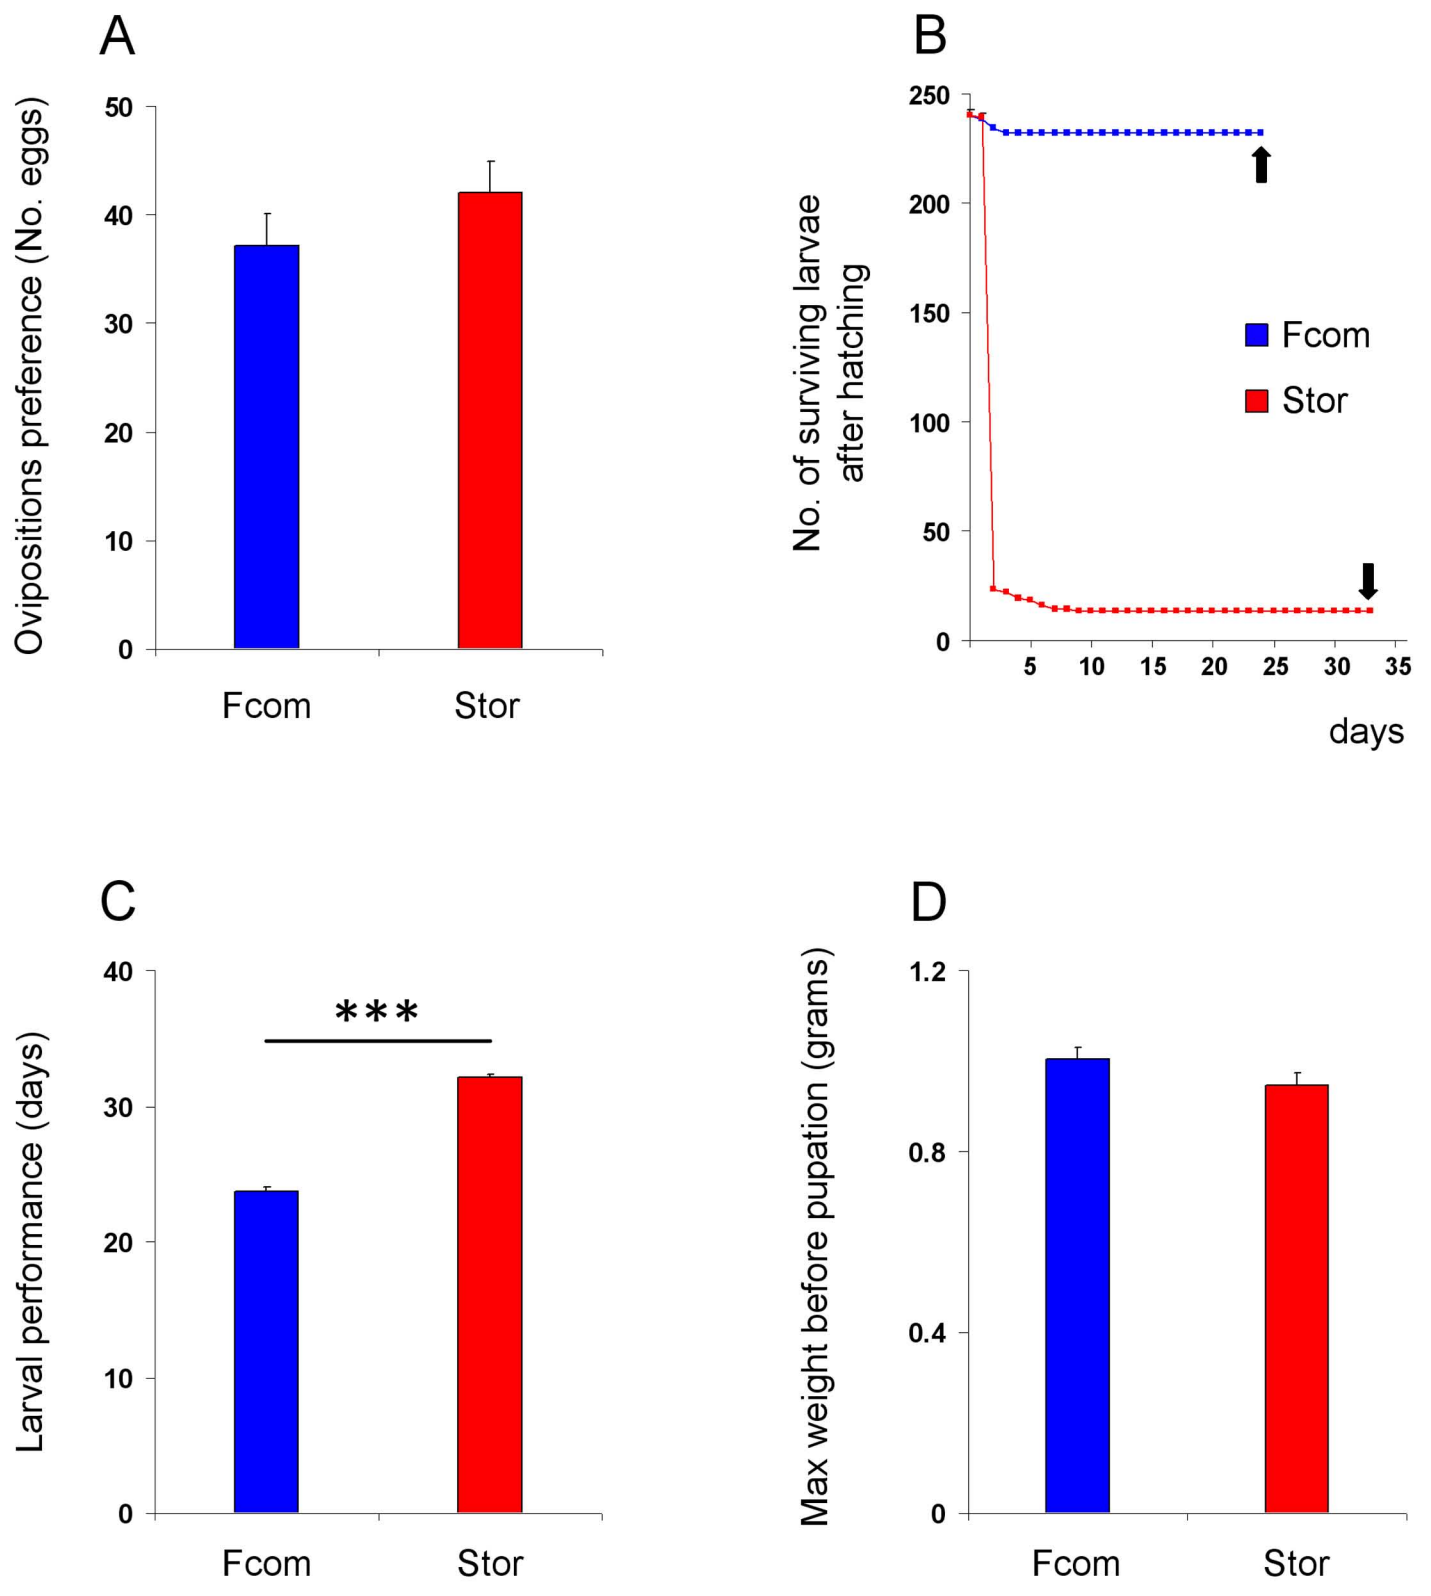 A
Ovipositions preference (No. eggs)
50
40
30
20
10
0
Fcom
Stor
B
No. of surviving larvae
after hatching
250
200
150
100
50
0
5 10 15 20 25 30 35
days
Fcom
Stor
C
Larval performance (days)
40
30
20
10
0
***
Fcom
Stor
D
Max weight before pupation (grams)
1.2
0.8
0.4
0
Fcom
Stor